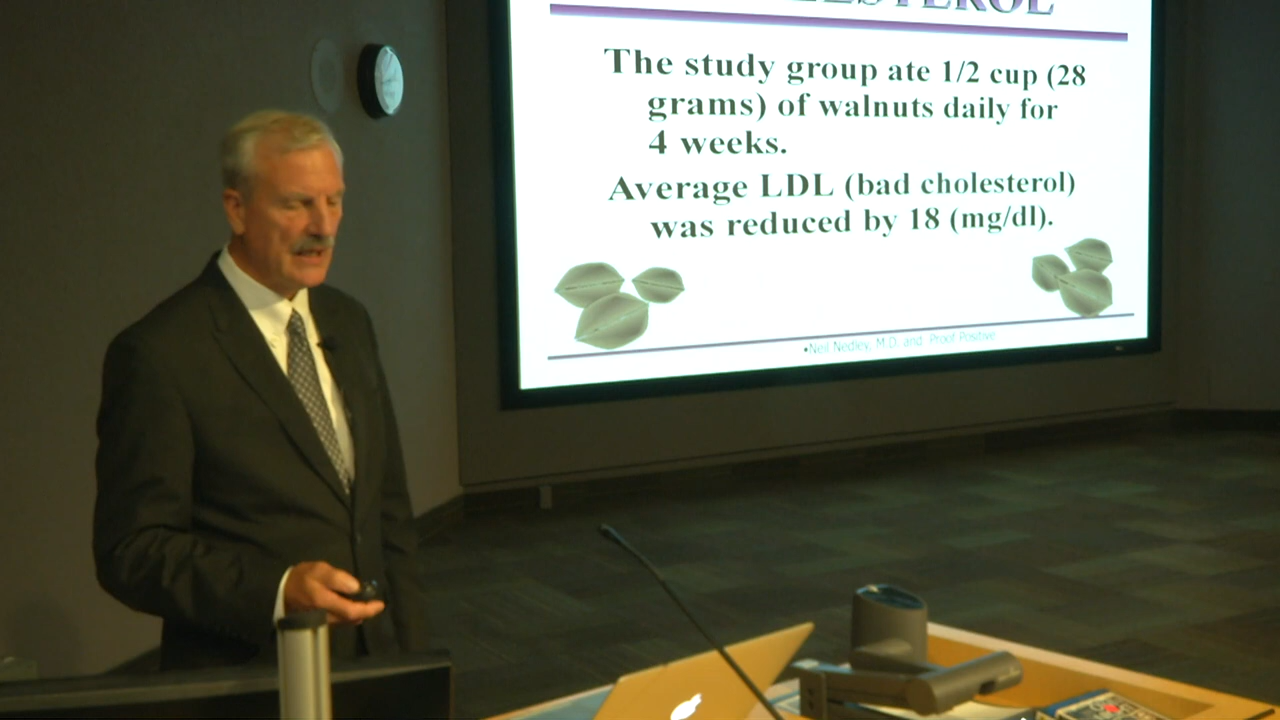 The study group ate 1/2 cup (28
grams) of walnuts daily for
4 weeks.
Average LDL (bad cholesterol)
was reduced by 18 (mg/dl).
•Neil Nedley, M.D. and Proof Positive